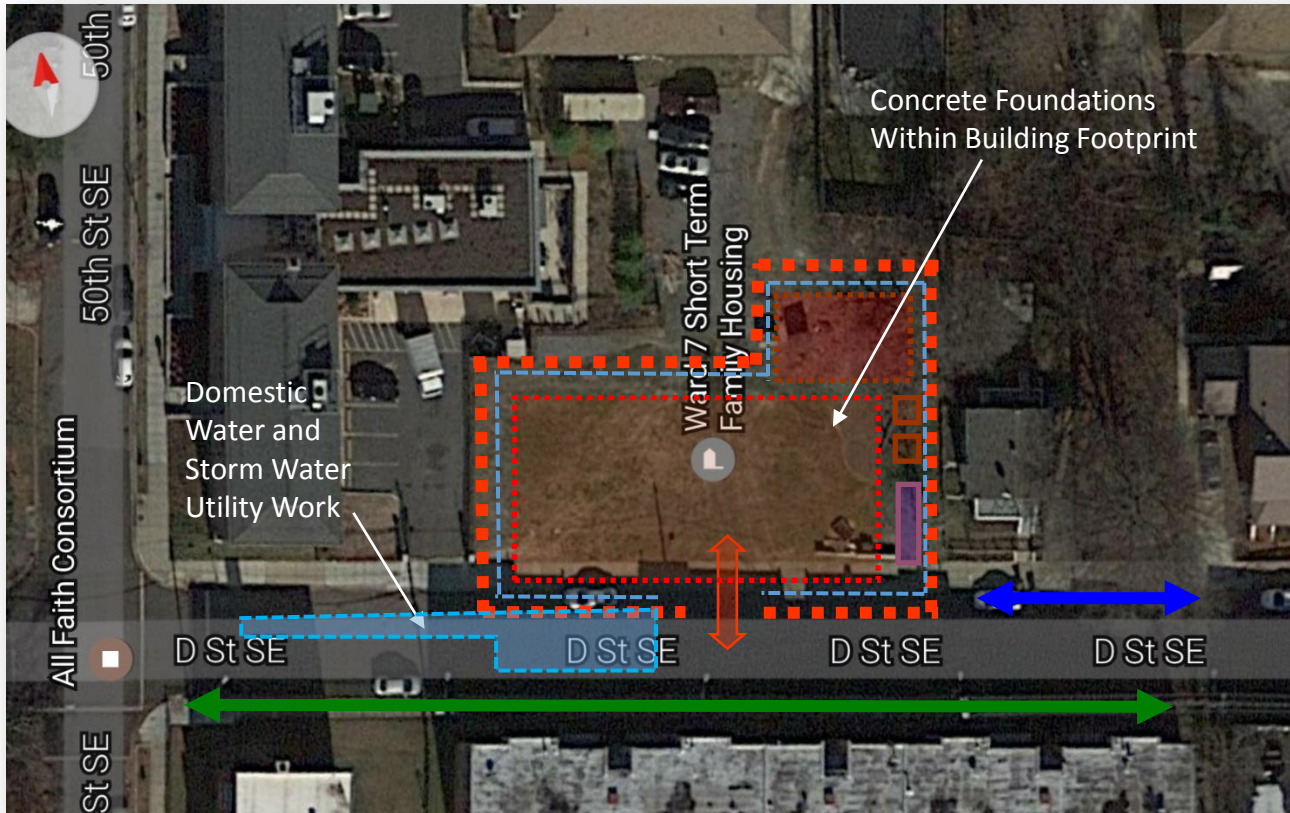 50th
Concrete Foundations
Within Building Footprint
50th St SE
Ward 7 Short Term
Family Housing
Domestic
Water and
Storm Water
Utility Work
All Faith Consortium
D St SE
D St SE
D St SE
D St SE
St SE